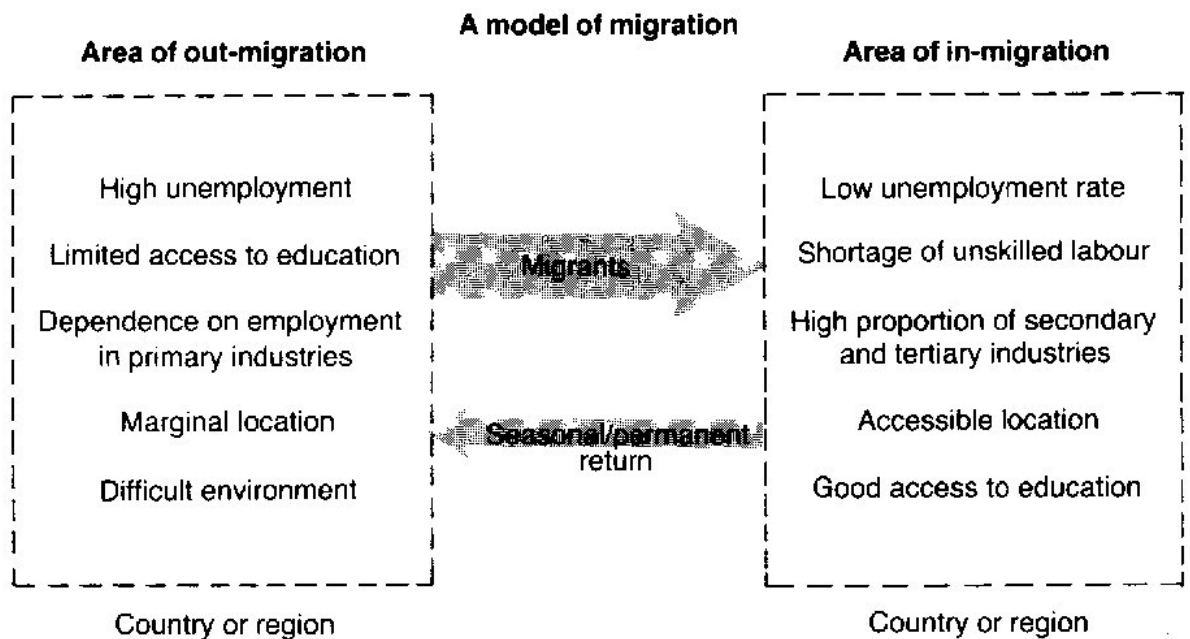 A model of migration
Area of out-migration
High unemployment
Limited access to education
Dependence on employment
in primary industries
Marginal location
Difficult environment
Country or region
Migrants
Seasonal/permanent
return
Area of in-migration
Low unemployment rate
Shortage of unskilled labour
High proportion of secondary
and tertiary industries
Accessible location
Good access to education
Country or region